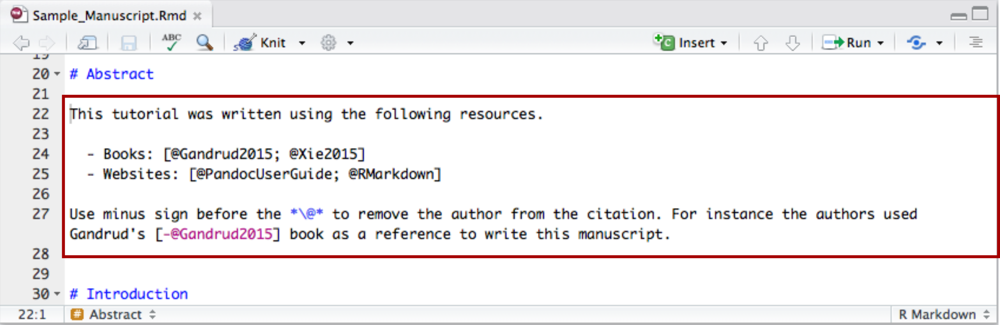 Sample_Manuscript.Rmd
ABC Knit Insert Run
19
20 # Abstract
21
22 This tutorial was written using the following resources.
23
24 - Books: [@Gandrud2015; @Xie2015]
25 - Websites: [@PandocUserGuide; @RMarkdown]
26
27 Use minus sign before the *\@* to remove the author from the citation. For instance the authors used
Gandrud's [-@Gandrud2015] book as a reference to write this manuscript.
28
29
30 # Introduction
22:1 # Abstract R Markdown